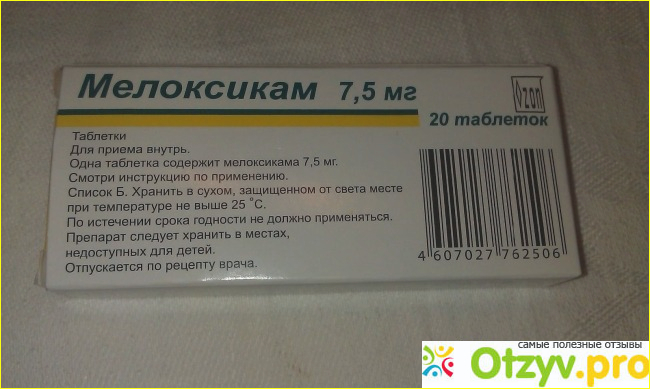 Мелоксикам 7,5 мг
Ozon
20 таблеток
Таблетки
Для приема внутрь.
Одна таблетка содержит мелоксикама 7,5 мг.
Смотри инструкцию по применению.
Список Б. Хранить в сухом, защищенном от света месте
при температуре не выше 25 °С.
По истечении срока годности не должно применяться.
Препарат следует хранить в местах,
недоступных для детей.
Отпускается по рецепту врача.
4 607027 762506
самые полезные отзывы
Otzyv.pro